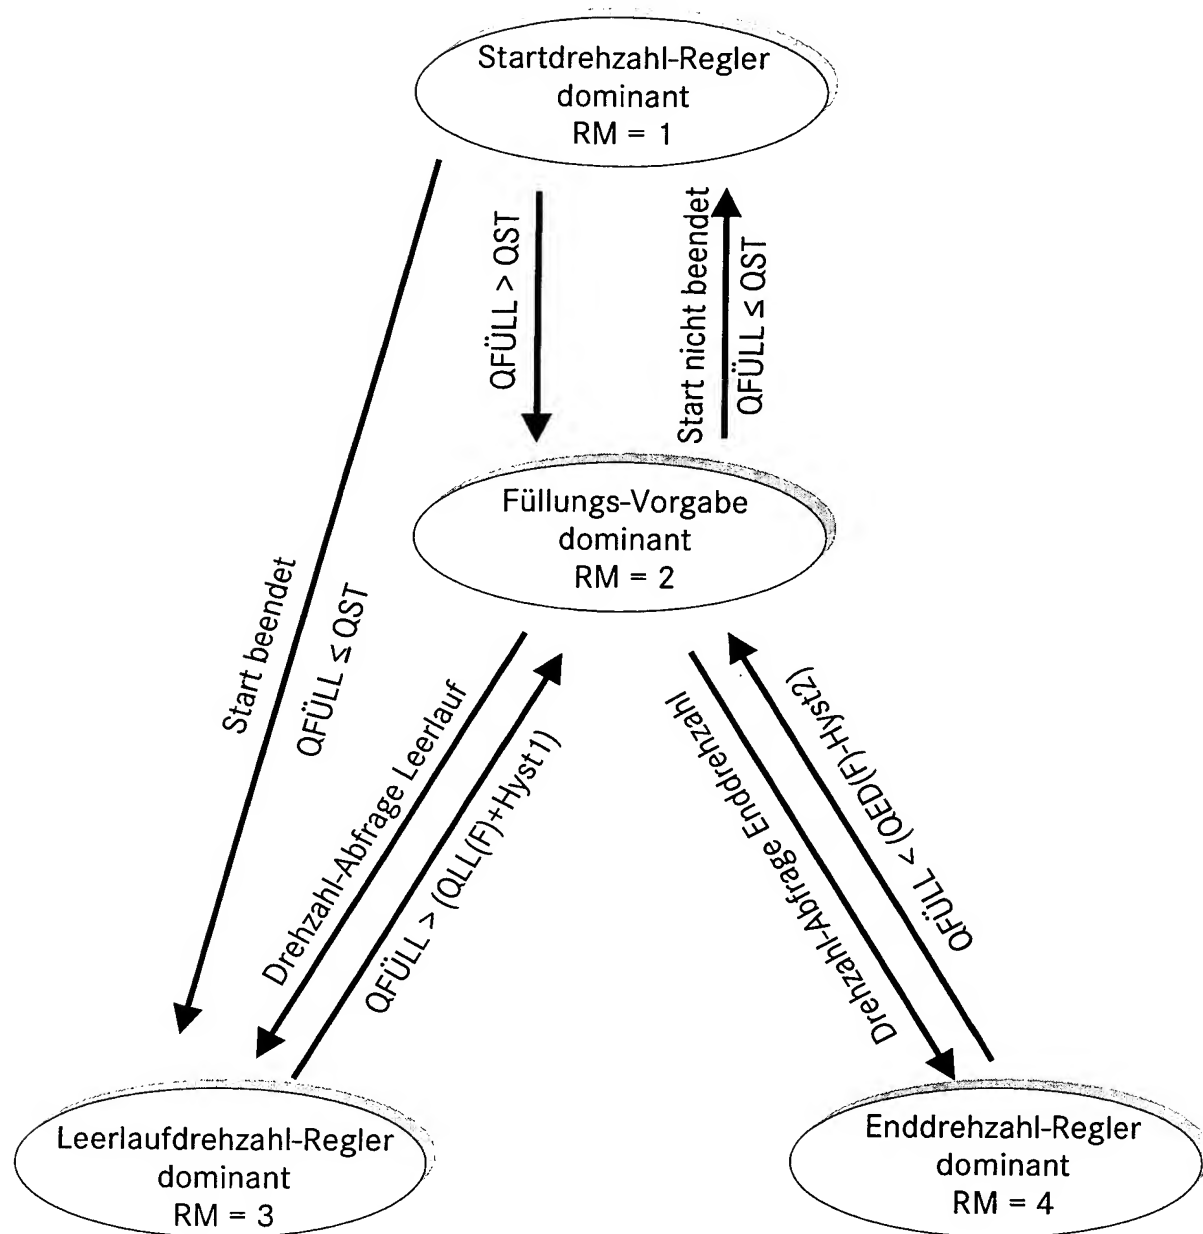 Startdrehzahl-Regler
dominant
RM = 1
QFÜLL > QST
Start nicht beendet
QFÜLL ≤ QST
Füllungs-Vorgabe
dominant
RM = 2
Start beendet
QFÜLL ≤ QST
Drehzahl-Abfrage Leerlauf
QFÜLL > (QLL(F)+Hyst1)
Drehzahl-Abfrage Enddrehzahl
QFÜLL < (QED(F)-Hyst2)
Leerlaufdrehzahl-Regler
dominant
RM = 3
Enddrehzahl-Regler
dominant
RM = 4